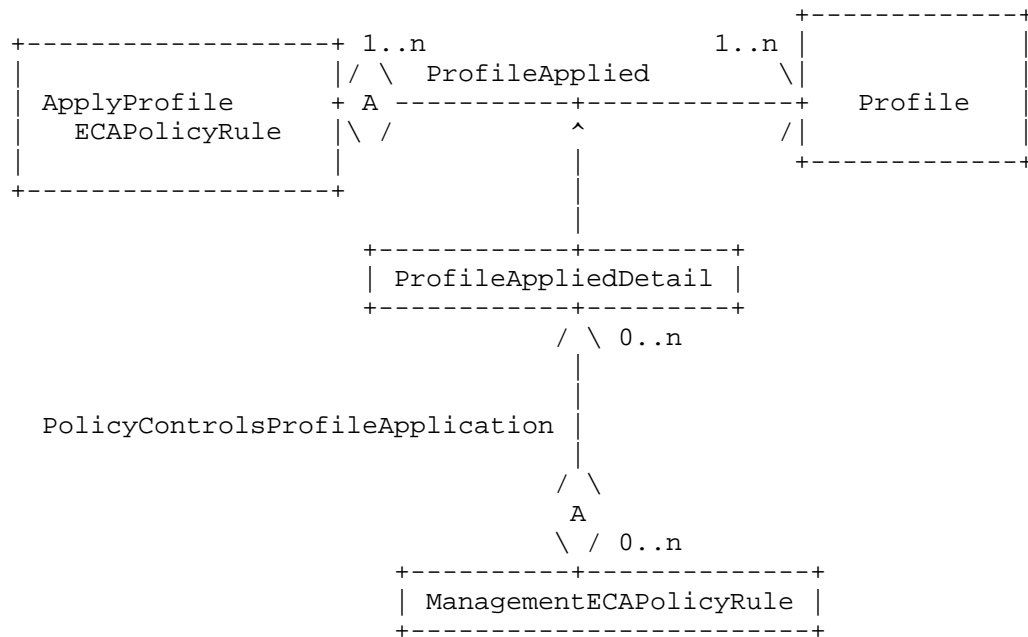 1..n 1..n
ProfileApplied
ApplyProfile A Profile
ECAPolicyRule
ProfileAppliedDetail
0..n
PolicyControlsProfileApplication
A
0..n
ManagementECAPolicyRule